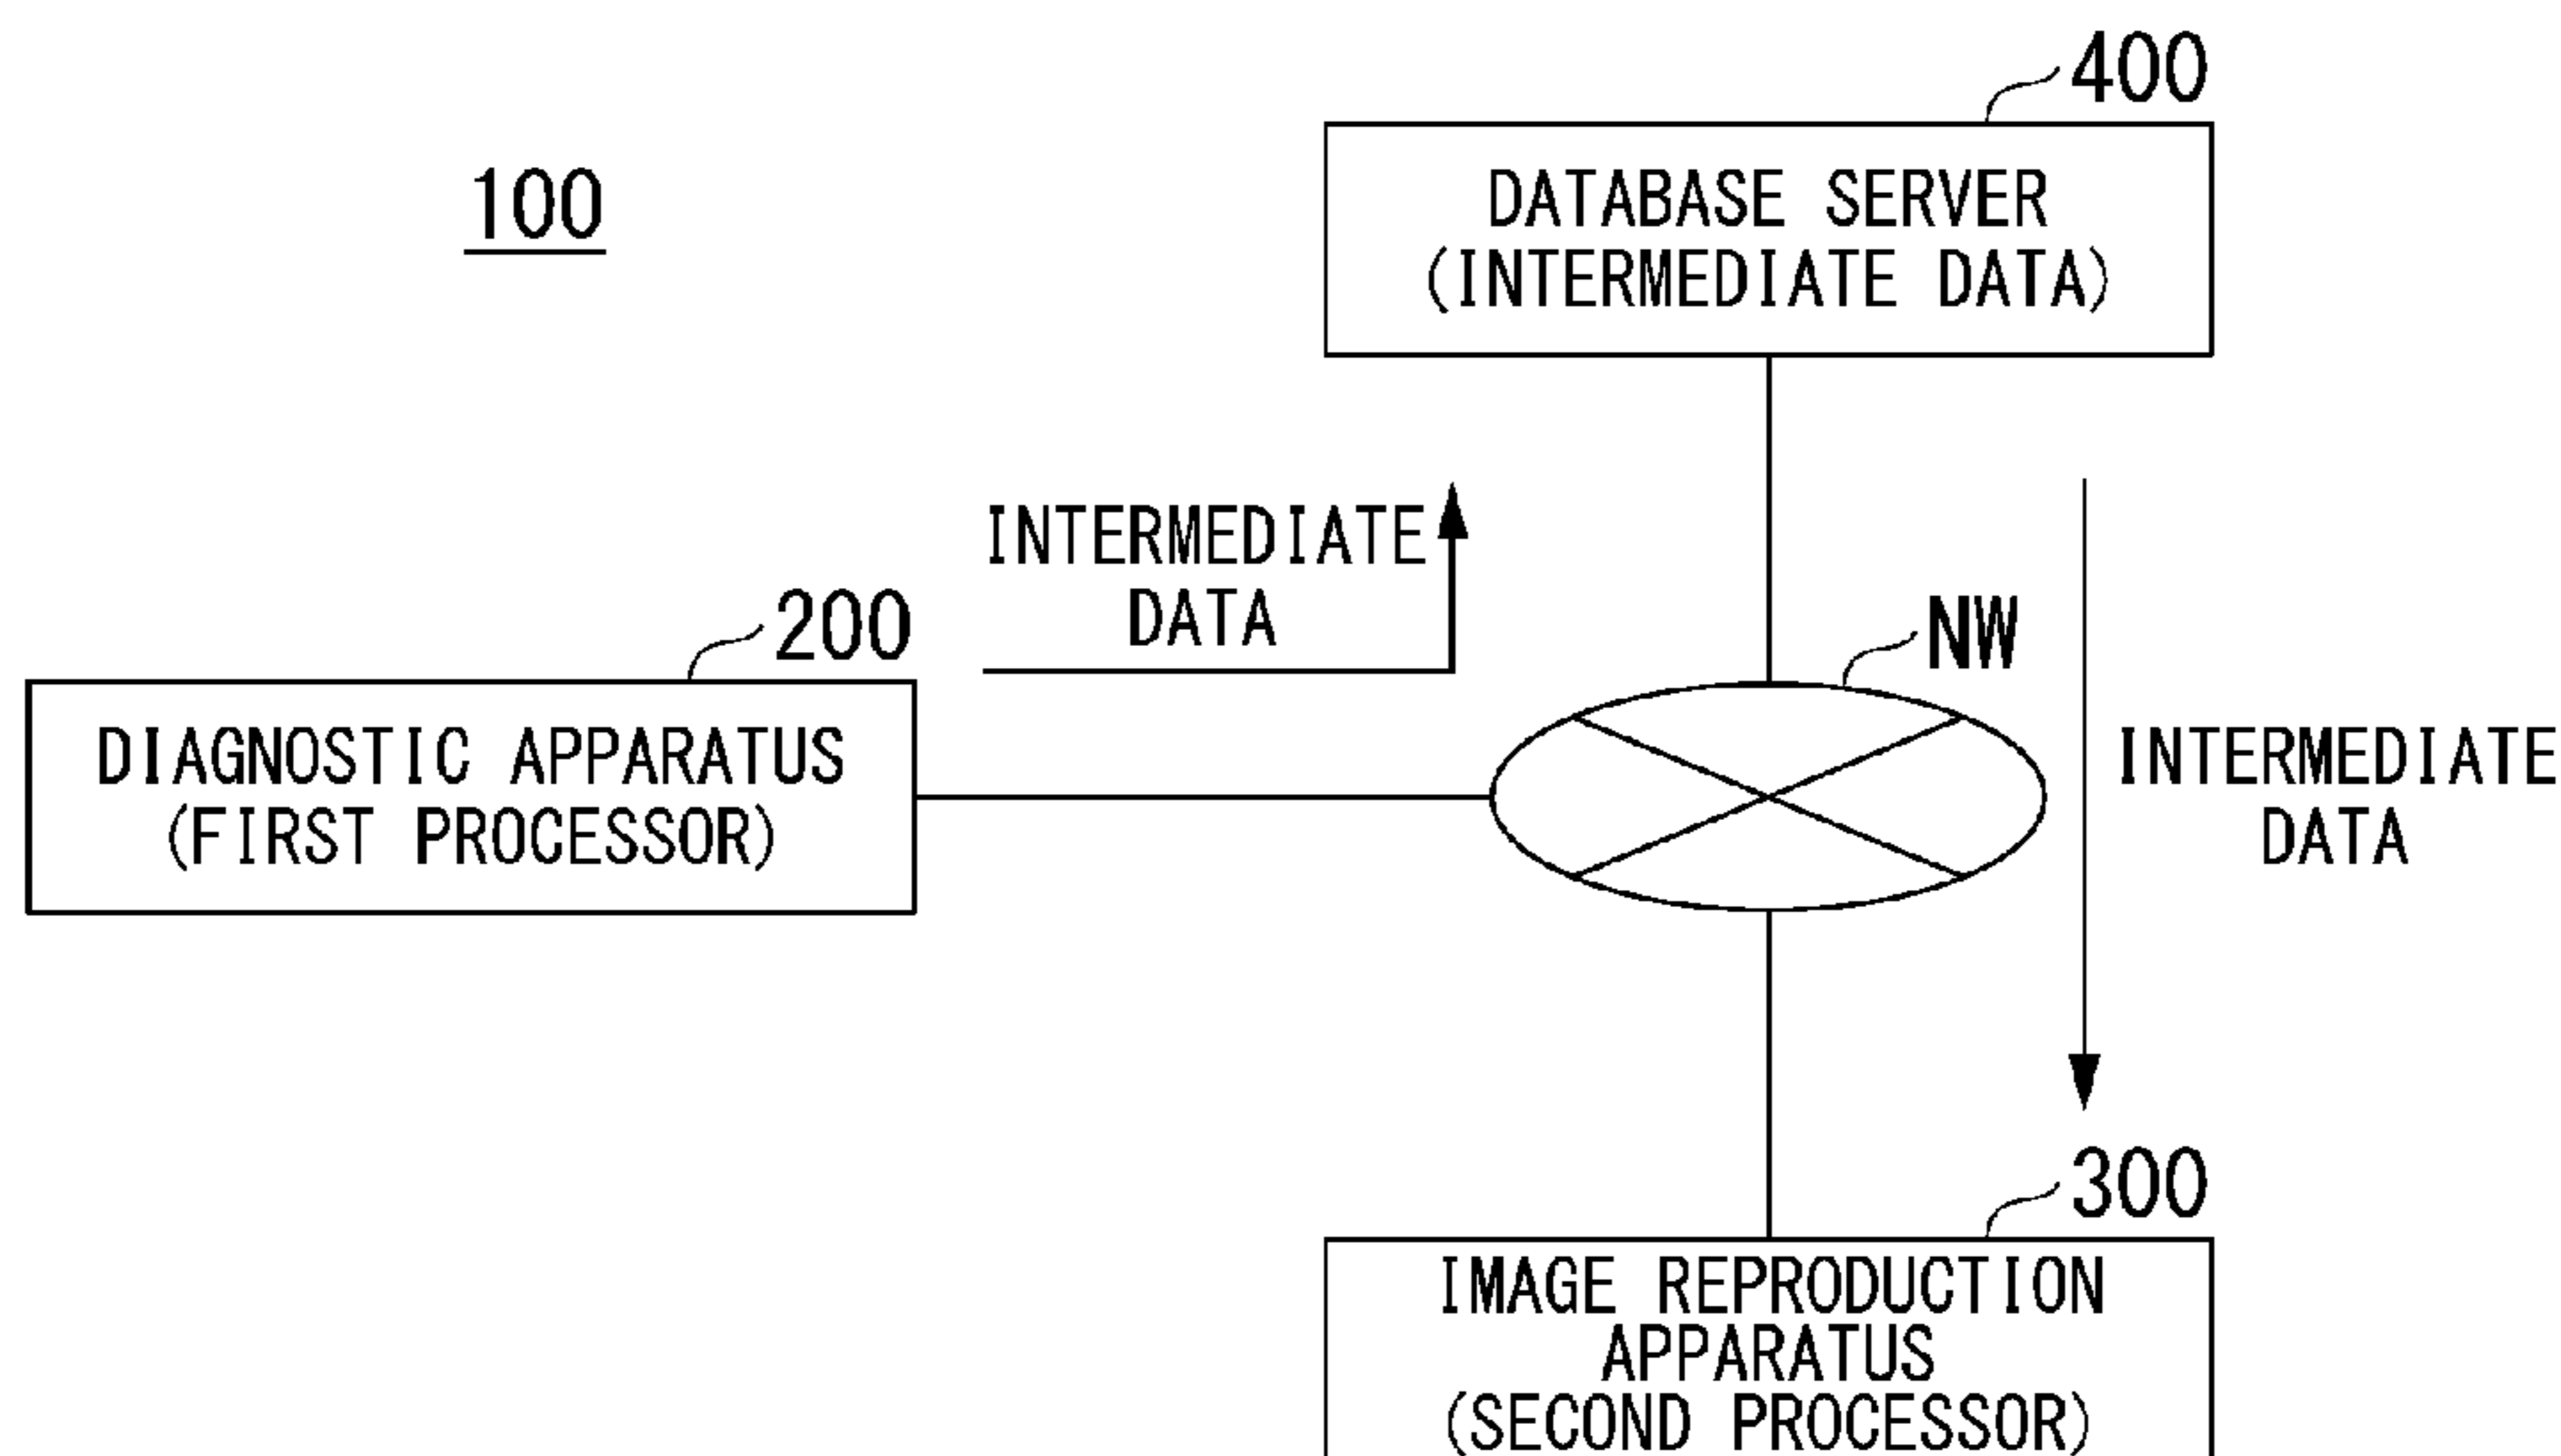 100
400
DATABASE SERVER
(INTERMEDIATE DATA)
INTERMEDIATE
DATA
200
NW
DIAGNOSTIC APPARATUS
(FIRST PROCESSOR)
INTERMEDIATE
DATA
300
IMAGE REPRODUCTION
APPARATUS
(SECOND PROCESSOR)